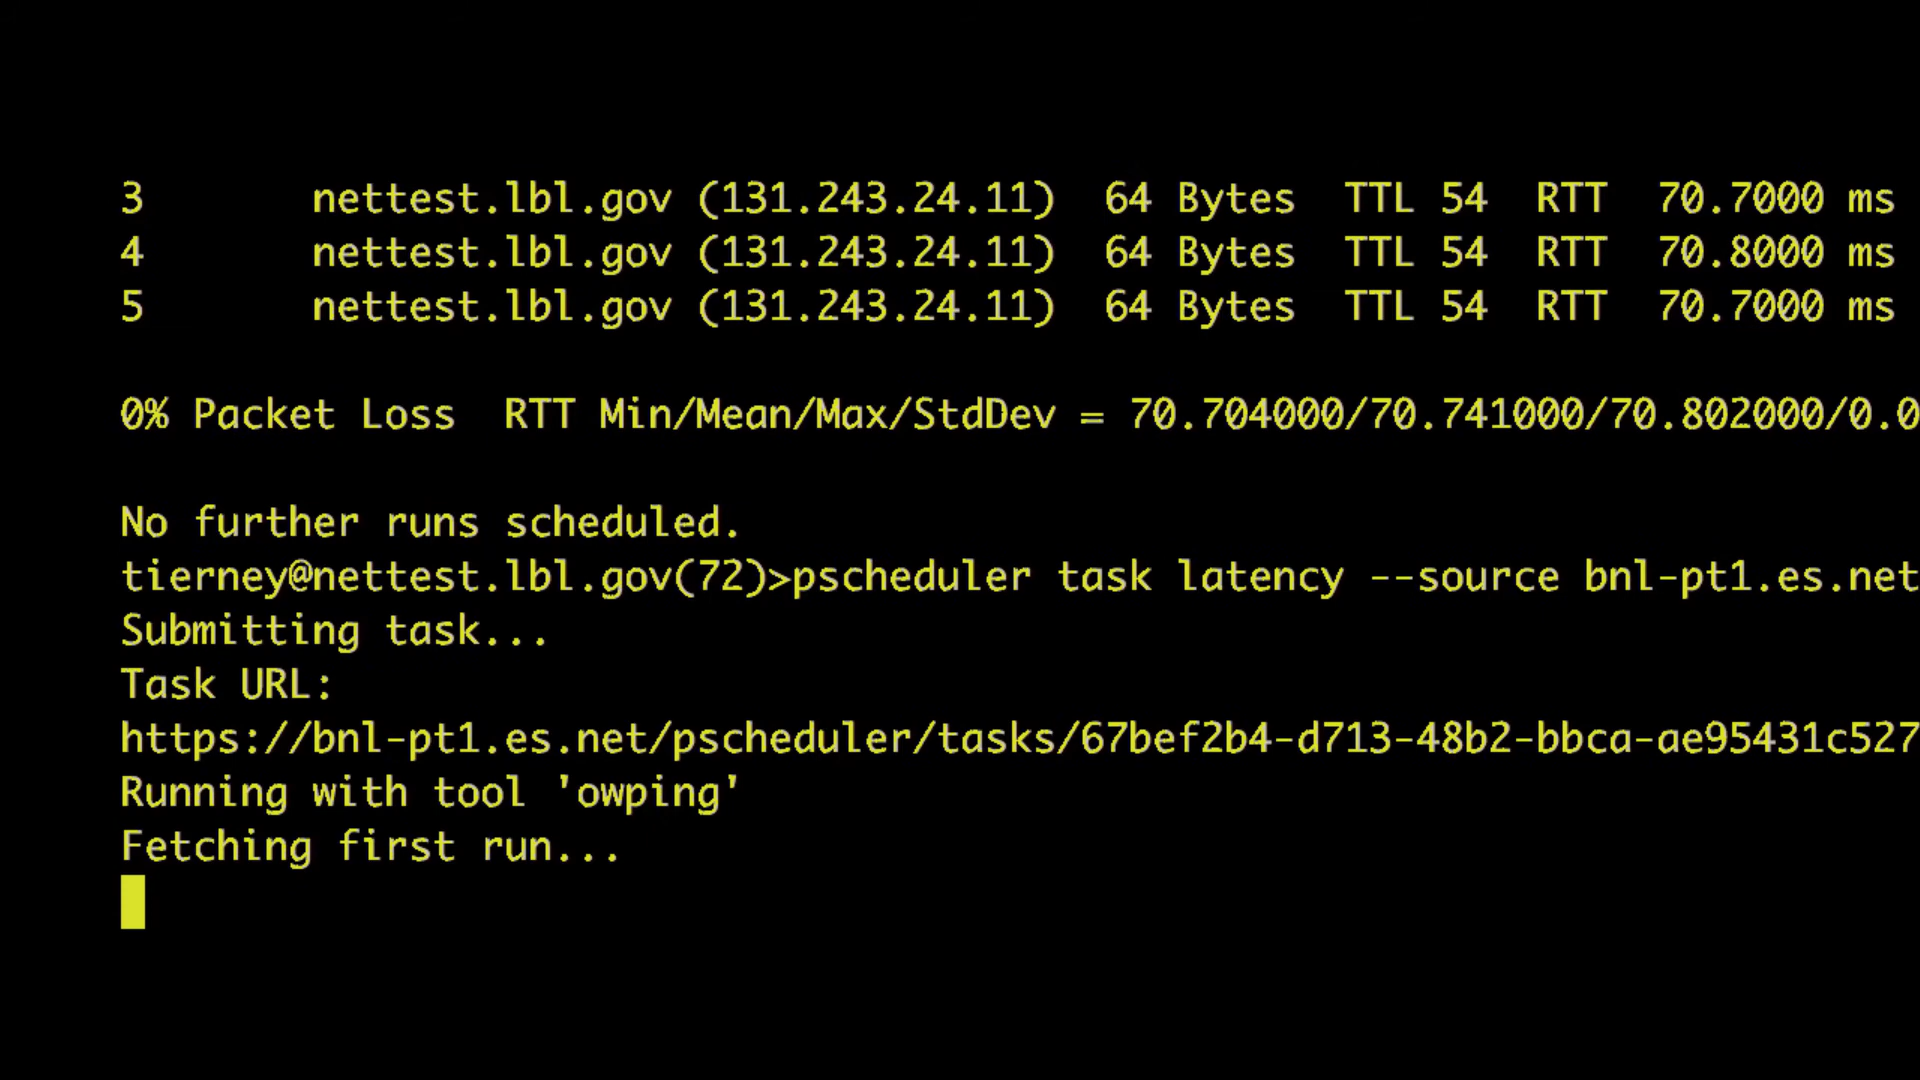 3 nettest.lbl.gov (131.243.24.11) 64 Bytes TTL 54 RTT 70.7000 ms
4 nettest.lbl.gov (131.243.24.11) 64 Bytes TTL 54 RTT 70.8000 ms
5 nettest.lbl.gov (131.243.24.11) 64 Bytes TTL 54 RTT 70.7000 ms
0% Packet Loss RTT Min/Mean/Max/StdDev = 70.704000/70.741000/70.802000/0.0
No further runs scheduled.
tierney@nettest.lbl.gov(72)>pscheduler task latency --source bnl-pt1.es.net
Submitting task...
Task URL:
https://bnl-pt1.es.net/pscheduler/tasks/67bef2b4-d713-48b2-bbca-ae95431c527
Running with tool 'owping'
Fetching first run...